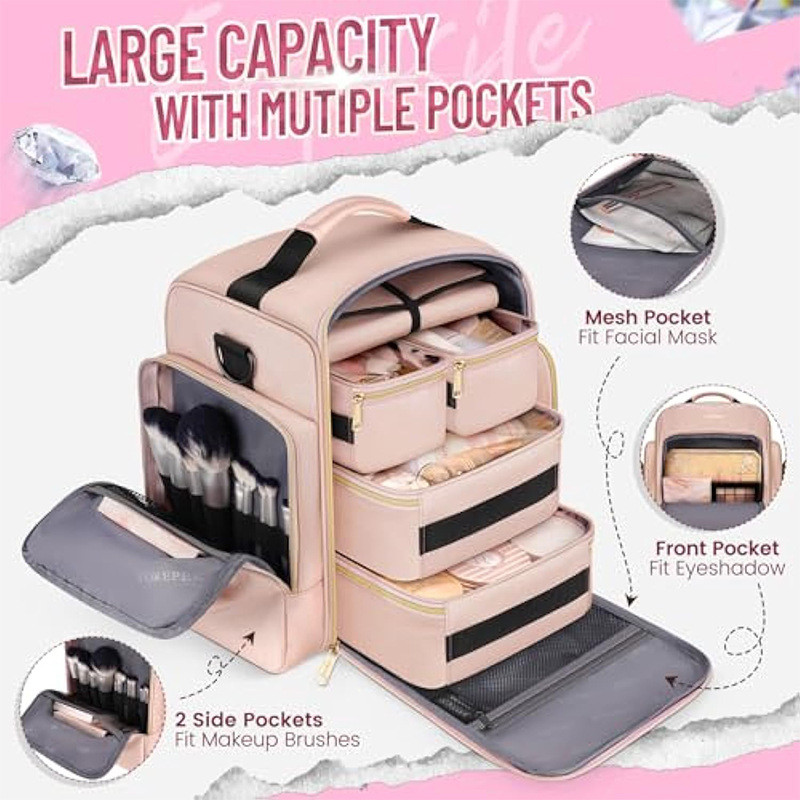 LARGE CAPACITY
WITH MUTIPLE POCKETS
Mesh Pocket
Fit Facial Mask
Front Pocket
Fit Eyeshadow
2 Side Pockets
Fit Makeup Brushes